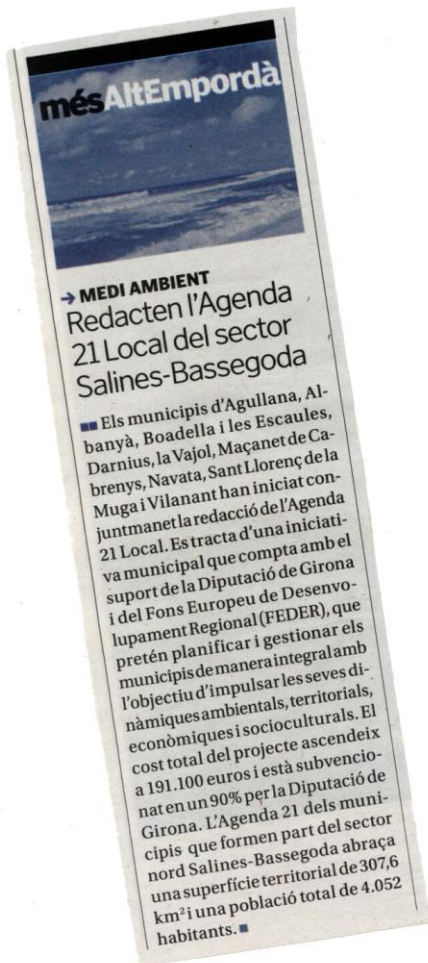 mésAltEmpordà
→ MEDI AMBIENT
Redacten l'Agenda
21 Local del sector
Salines-Bassegoda
Els municipis d'Agullana, Al-
banyà, Boadella i les Escaules,
Darnius, la Vajol, Maçanet de Ca-
brenys, Navata, Sant Llorenç de la
Muga i Vilanant han iniciat con-
juntmanet la redacció de l'Agenda
21 Local. Es tracta d'una iniciati-
va municipal que compta amb el
suport de la Diputació de Girona
i del Fons Europeu de Desenvo-
lupament Regional (FEDER), que
pretén planificar i gestionar els
municipis de manera integral amb
l'objectiu d'impulsar les seves di-
nàmiques ambientals, territorials,
econòmiques i socioculturals. El
cost total del projecte ascendeix
a 191.100 euros i està subvencio-
nat en un 90% per la Diputació de
Girona. L'Agenda 21 dels muni-
cipis que formen part del sector
nord Salines-Bassegoda abraça
una superfície territorial de 307,6
km² i una població total de 4.052
habitants.